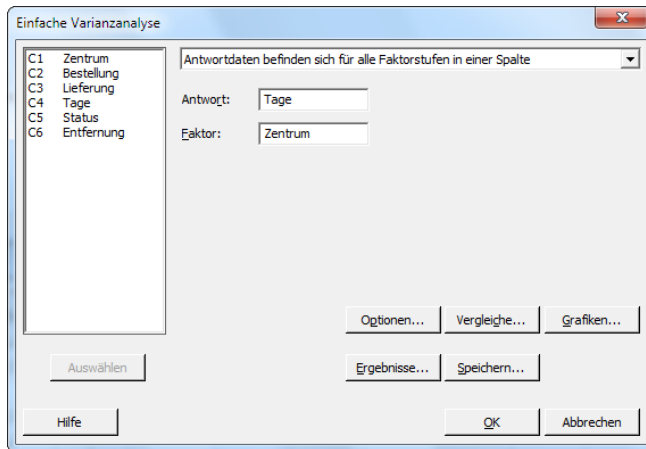 Einfache Varianzanalyse
C1 Zentrum
C2 Bestellung
C3 Lieferung
C4 Tage
C5 Status
C6 Entfernung
Antwortdaten befinden sich für alle Faktorstufen in einer Spalte
Antwort: Tage
Faktor: Zentrum
Optionen... Vergleiche... Grafiken...
Auswählen Ergebnisse... Speichern...
Hilfe OK Abbrechen